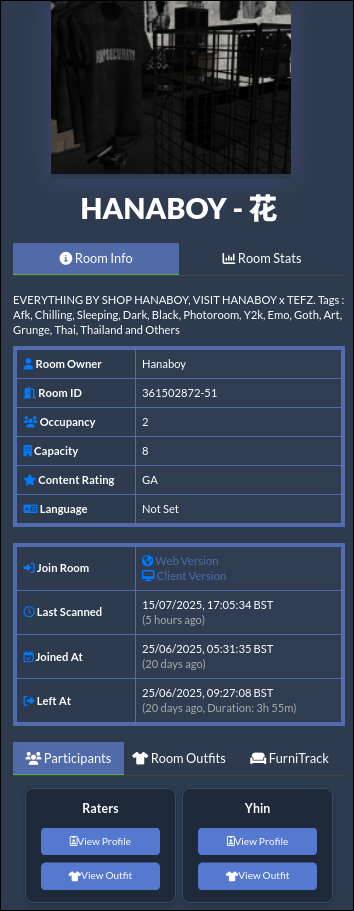 HANABOY - 花
Room Info
Room Stats
EVERYTHING BY SHOP HANABOY, VISIT HANABOY x TEFZ. Tags :
Afk, Chilling, Sleeping, Dark, Black, Photoroom, Y2k, Emo, Goth, Art,
Grunge, Thai, Thailand and Others
Room Owner Hanaboy
Room ID 361502872-51
Occupancy 2
Capacity 8
Content Rating GA
Language Not Set
Join Room Web Version
Client Version
Last Scanned 15/07/2025, 17:05:34 BST
(5 hours ago)
Joined At 25/06/2025, 05:31:35 BST
(20 days ago)
Left At 25/06/2025, 09:27:08 BST
(20 days ago, Duration: 3h 55m)
Participants
Room Outfits
FurniTrack
Raters
View Profile
View Outfit
Yhin
View Profile
View Outfit